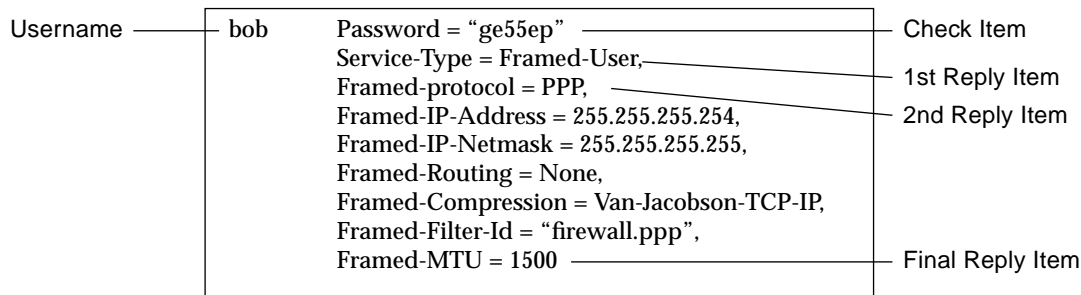 Username bob Password = “ge55ep” Check Item
Service-Type = Framed-User,
1st Reply Item
Framed-protocol = PPP,
2nd Reply Item
Framed-IP-Address = 255.255.255.254,
Framed-IP-Netmask = 255.255.255.255,
Framed-Routing = None,
Framed-Compression = Van-Jacobson-TCP-IP,
Framed-Filter-Id = “firewall.ppp”,
Framed-MTU = 1500 Final Reply Item